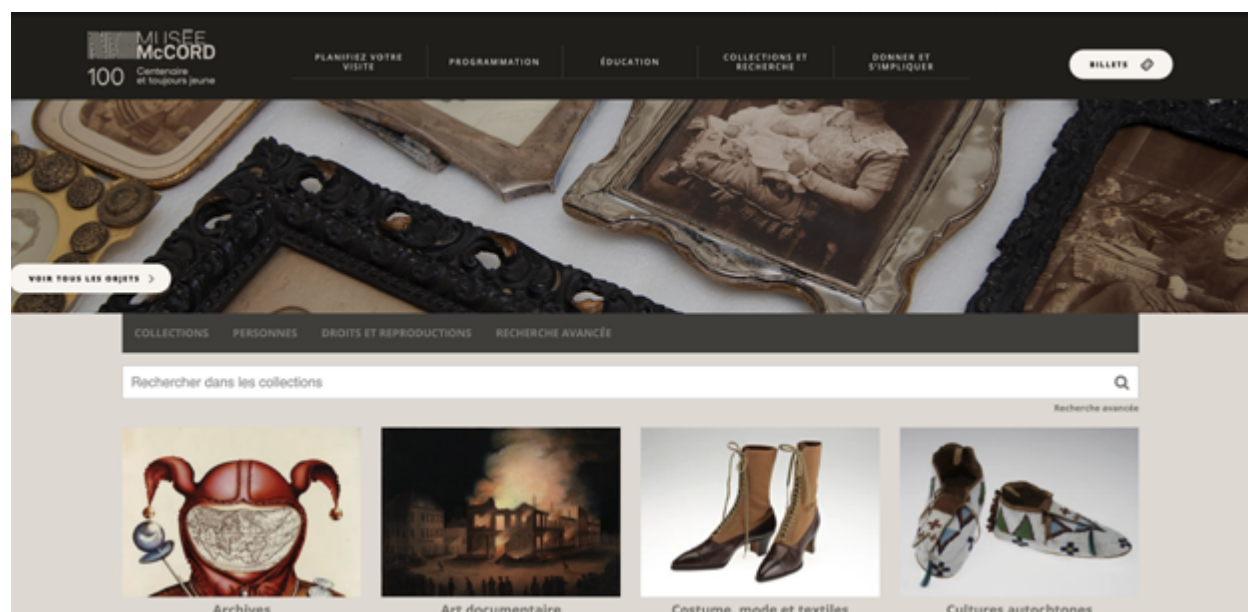 MUSÉE
McCORD
100 Centenaire
et toujours jeune
PLANIFIEZ VOTRE
VISITE
PROGRAMMATION
ÉDUCATION
COLLECTIONS ET
RECHERCHE
DONNER ET
S'IMPLIQUER
BILLETS
VOIR TOUS LES OBJETS
COLLECTIONS PERSONNES DROITS ET REPRODUCTIONS RECHERCHE AVANCÉE
Rechercher dans les collections
Recherche avancée
Archives Art documentaire Costume, mode et textiles Cultures autochtones